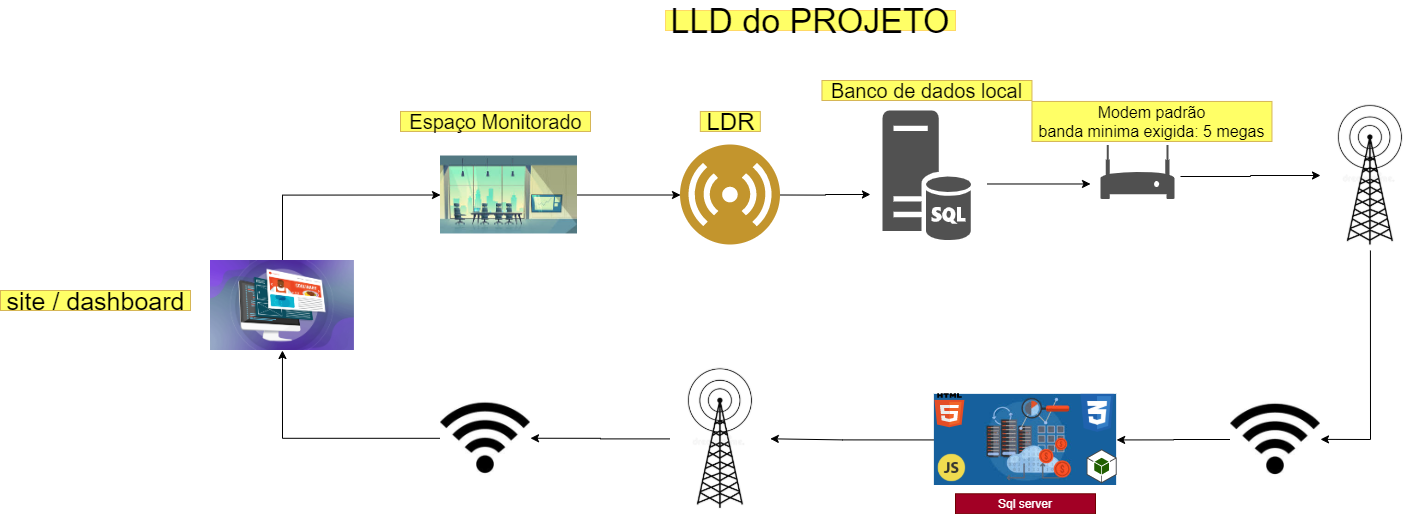 LLD do PROJETO
Banco de dados local
Modem padrão
banda minima exigida: 5 megas
Espaço Monitorado
LDR
SQL
site / dashboard
HTML
5
3
JS
Sql server